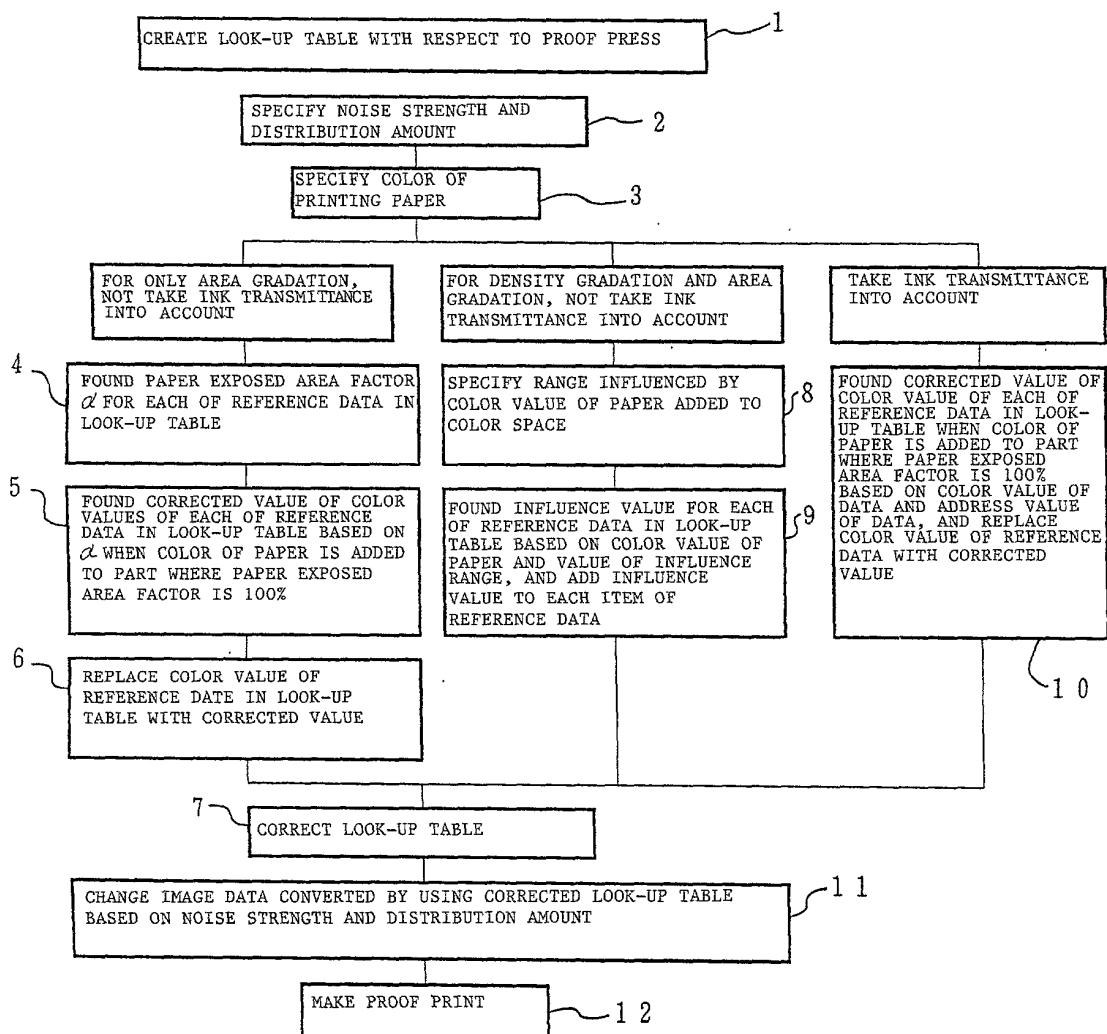 CREATE LOOK-UP TABLE WITH RESPECT TO PROOF PRESS
1
SPECIFY NOISE STRENGTH AND
DISTRIBUTION AMOUNT
2
SPECIFY COLOR OF
PRINTING PAPER
3
FOR ONLY AREA GRADATION,
NOT TAKE INK TRANSMITTANCE
INTO ACCOUNT
FOR DENSITY GRADATION AND AREA
GRADATION, NOT TAKE INK
TRANSMITTANCE INTO ACCOUNT
TAKE INK TRANSMITTANCE
INTO ACCOUNT
4
FOUND PAPER EXPOSED AREA FACTOR
α FOR EACH OF REFERENCE DATA IN
LOOK-UP TABLE
SPECIFY RANGE INFLUENCED BY
COLOR VALUE OF PAPER ADDED TO
COLOR SPACE
8
FOUND CORRECTED VALUE OF
COLOR VALUE OF EACH OF
REFERENCE DATA IN LOOK-
UP TABLE WHEN COLOR OF
PAPER IS ADDED TO PART
WHERE PAPER EXPOSED
AREA FACTOR IS 100%
BASED ON COLOR VALUE OF
DATA AND ADDRESS VALUE
OF DATA, AND REPLACE
COLOR VALUE OF REFERENCE
DATA WITH CORRECTED
VALUE
10
5
FOUND CORRECTED VALUE OF COLOR
VALUES OF EACH OF REFERENCE
DATA IN LOOK-UP TABLE BASED ON
α WHEN COLOR OF PAPER IS ADDED
TO PART WHERE PAPER EXPOSED
AREA FACTOR IS 100%
FOUND INFLUENCE VALUE FOR EACH
OF REFERENCE DATA IN LOOK-UP
TABLE BASED ON COLOR VALUE OF
PAPER AND VALUE OF INFLUENCE
RANGE, AND ADD INFLUENCE
VALUE TO EACH ITEM OF
REFERENCE DATA
9
6
REPLACE COLOR VALUE OF
REFERENCE DATE IN LOOK-UP
TABLE WITH CORRECTED VALUE
7
CORRECT LOOK-UP TABLE
CHANGE IMAGE DATA CONVERTED BY USING CORRECTED LOOK-UP TABLE
BASED ON NOISE STRENGTH AND DISTRIBUTION AMOUNT
11
MAKE PROOF PRINT
12